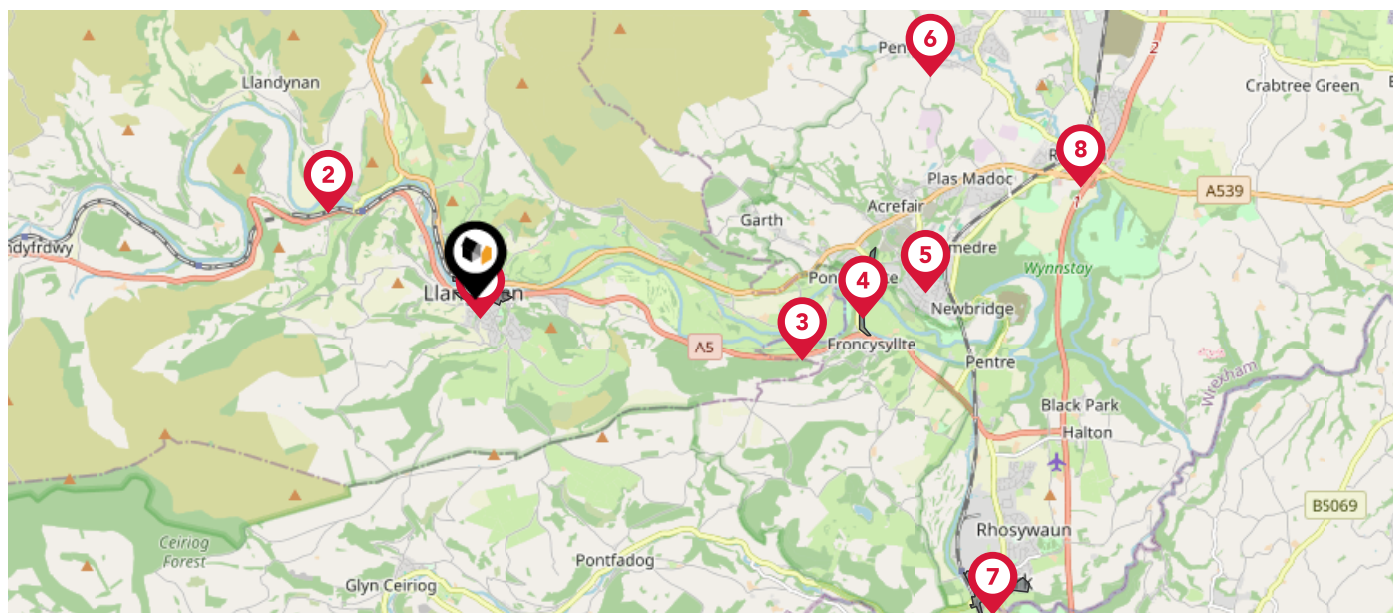 6
2
Llandynan
Crabtree Green
8
2
Plas Madoc
A539
1
Acrefair
Garth
5
Wynnstay
4
Newbridge
3
A5
Froncysyllte
Pentre
Wrexham
Black Park
Halton
B5069
Rhosywaun
Ceiriog
Forest
Pontfadog
Glyn Ceiriog
7